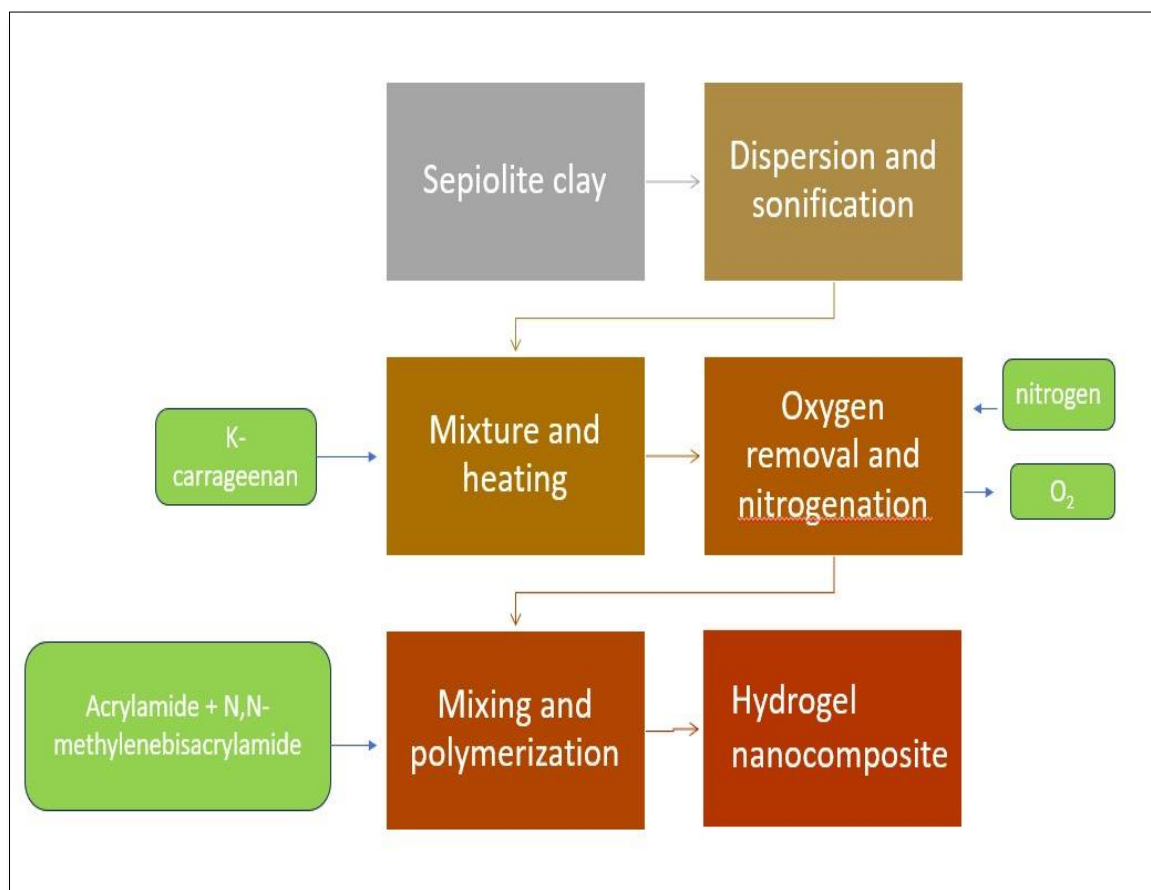 Sepiolite clay
Dispersion and
sonification
K-
carrageenan
Mixture and
heating
Oxygen
removal and
nitrogenation
nitrogen
O₂
Acrylamide + N,N-
methylenebisacrylamide
Mixing and
polymerization
Hydrogel
nanocomposite